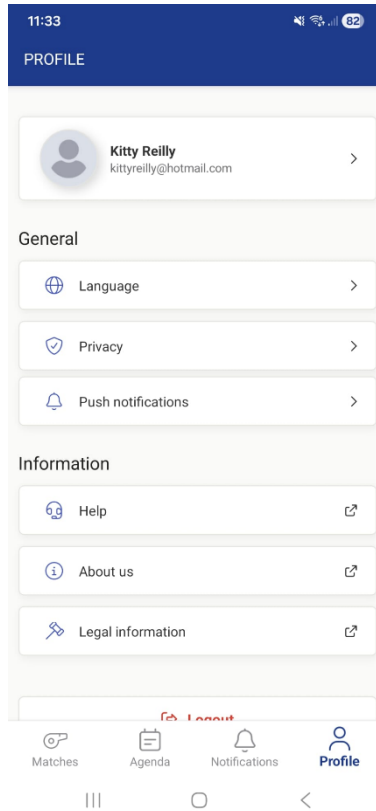 11:33
82
PROFILE
Kitty Reilly
kittyreilly@hotmail.com
General
Language
Privacy
Push notifications
Information
Help
About us
Legal information
Logout
Matches
Agenda
Notifications
Profile